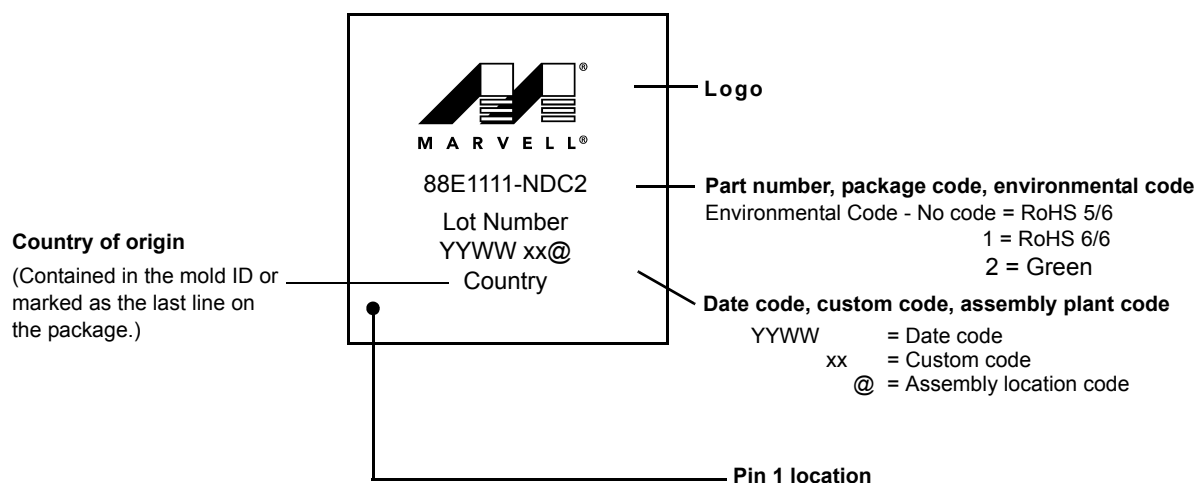 ®
MARVELL®
88E1111-NDC2
Lot Number
YYWW xx@
Country
Logo
Part number, package code, environmental code
Environmental Code - No code = RoHS 5/6
1 = RoHS 6/6
2 = Green
Country of origin
(Contained in the mold ID or
marked as the last line on
the package.)
Date code, custom code, assembly plant code
YYWW = Date code
xx = Custom code
@ = Assembly location code
Pin 1 location